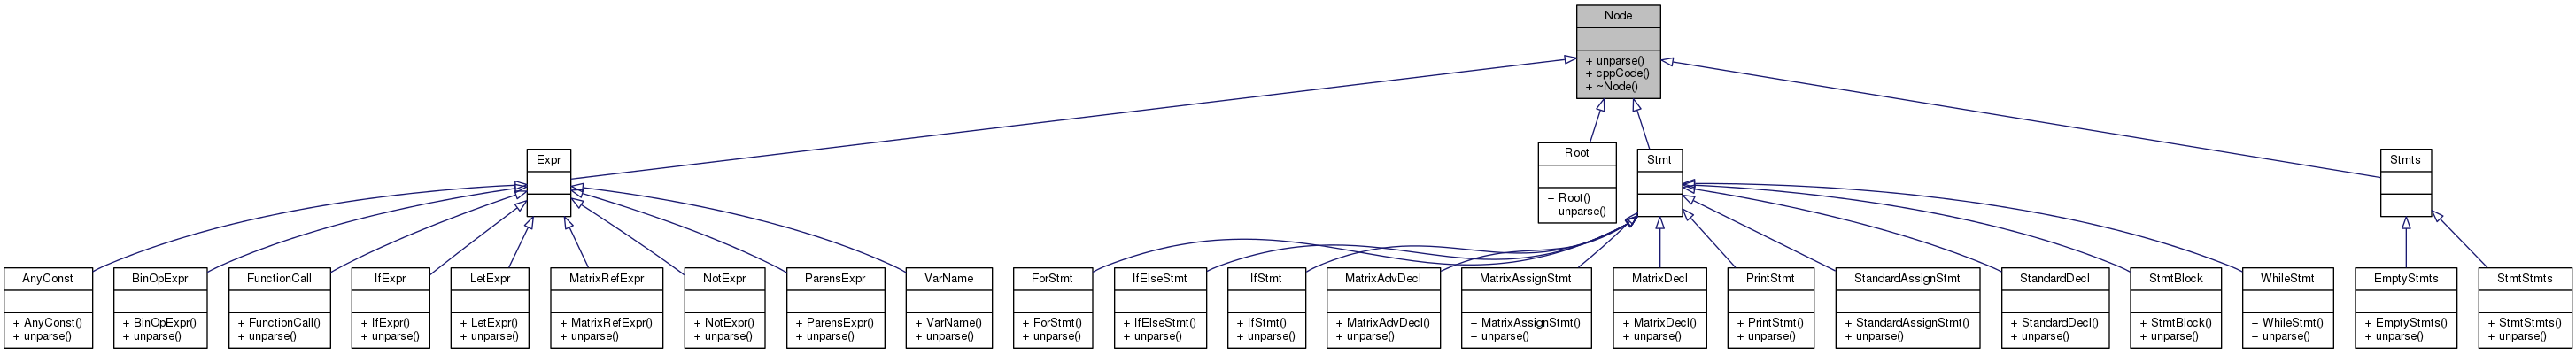 Node
+ unparse()
+ cppCode()
+ ~Node()
Expr
Root
+ Root()
+ unparse()
Stmt
Stmts
AnyConst
+ AnyConst()
+ unparse()
BinOpExpr
+ BinOpExpr()
+ unparse()
FunctionCall
+ FunctionCall()
+ unparse()
IfExpr
+ IfExpr()
+ unparse()
LetExpr
+ LetExpr()
+ unparse()
MatrixRefExpr
+ MatrixRefExpr()
+ unparse()
NotExpr
+ NotExpr()
+ unparse()
ParensExpr
+ ParensExpr()
+ unparse()
VarName
+ VarName()
+ unparse()
ForStmt
+ ForStmt()
+ unparse()
IfElseStmt
+ IfElseStmt()
+ unparse()
IfStmt
+ IfStmt()
+ unparse()
MatrixAdvDecl
+ MatrixAdvDecl()
+ unparse()
MatrixAssignStmt
+ MatrixAssignStmt()
+ unparse()
MatrixDecl
+ MatrixDecl()
+ unparse()
PrintStmt
+ PrintStmt()
+ unparse()
StandardAssignStmt
+ StandardAssignStmt()
+ unparse()
StandardDecl
+ StandardDecl()
+ unparse()
StmtBlock
+ StmtBlock()
+ unparse()
WhileStmt
+ WhileStmt()
+ unparse()
EmptyStmts
+ EmptyStmts()
+ unparse()
StmtStmts
+ StmtStmts()
+ unparse()